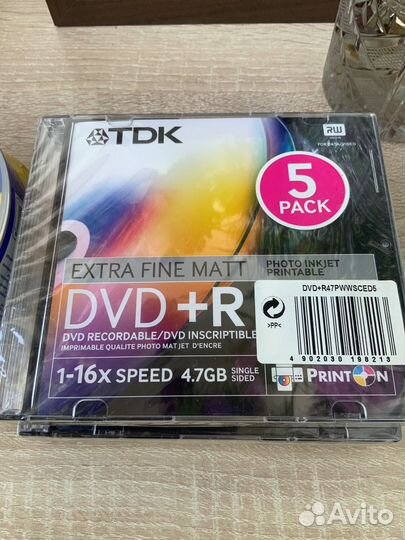 TDK
RW
5
PACK
EXTRA FINE MATT
PHOTO INKJET
PRINTABLE
DVD +R
DVD+R47PWWSCED5
DVD RECORDABLE/DVD INSCRIPTIBLE
IMPRIMABLE QUALITE PHOTO MAT JET D'ENCRE
>PP<
4 902030 198213
1-16X SPEED 4.7GB SINGLE SIDED
PRINTON
Avito